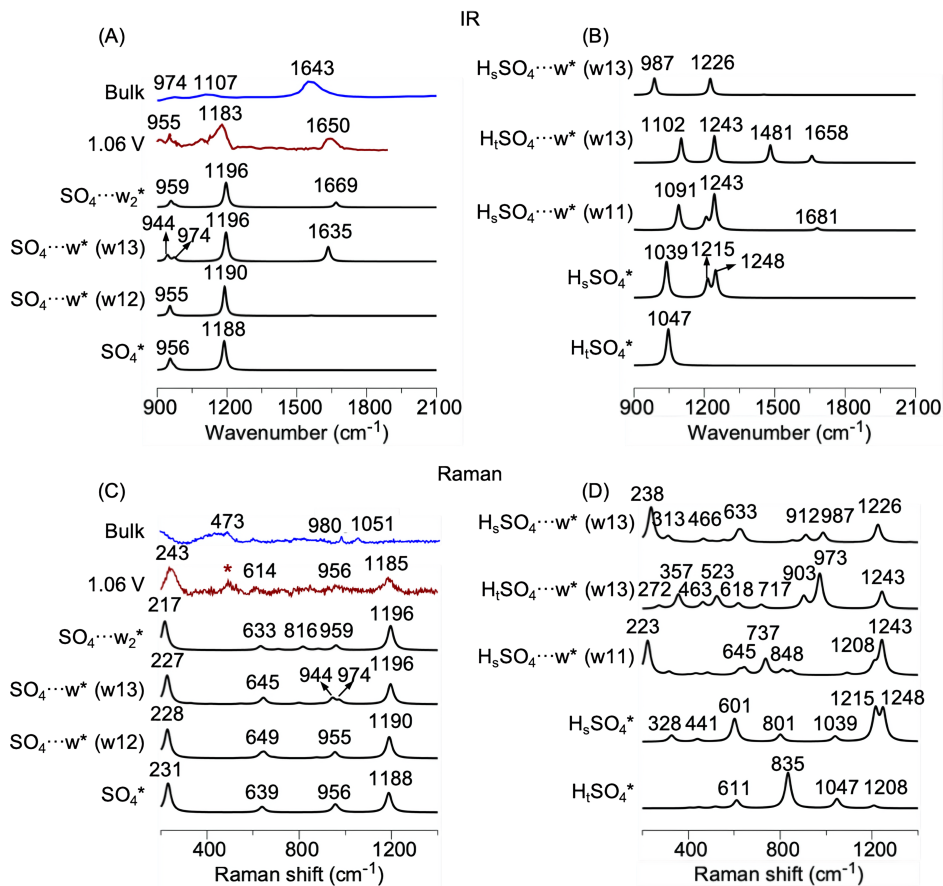 IR
(A)
974 1107 1643
Bulk
955 1183 1650
1.06 V
959 1196 1669
SO4···w2*
944 974 1196 1635
SO4···w* (w13)
955 1190
SO4···w* (w12)
956 1188
SO4*
900 1200 1500 1800 2100
Wavenumber (cm-1)
(B)
987 1226
HsSO4···w* (w13)
1102 1243 1481 1658
HtSO4···w* (w13)
1091 1243 1681
HsSO4···w* (w11)
1039 1215 1248
HsSO4*
1047
HtSO4*
900 1200 1500 1800 2100
Wavenumber (cm-1)
Raman
(C)
473 980 1051
Bulk
243 * 614 956 1185
1.06 V
217 633 816 959 1196
SO4···w2*
227 645 944 974 1196
SO4···w* (w13)
228 649 955 1190
SO4···w* (w12)
231 639 956 1188
SO4*
400 800 1200
Raman shift (cm-1)
(D)
238 313 466 633 912 987 1226
HsSO4···w* (w13)
272 357 463 523 618 717 903 973 1243
HtSO4···w* (w13)
223 645 737 848 1208 1243
HsSO4···w* (w11)
328 441 601 801 1039 1215 1248
HsSO4*
611 835 1047 1208
HtSO4*
400 800 1200
Raman shift (cm-1)